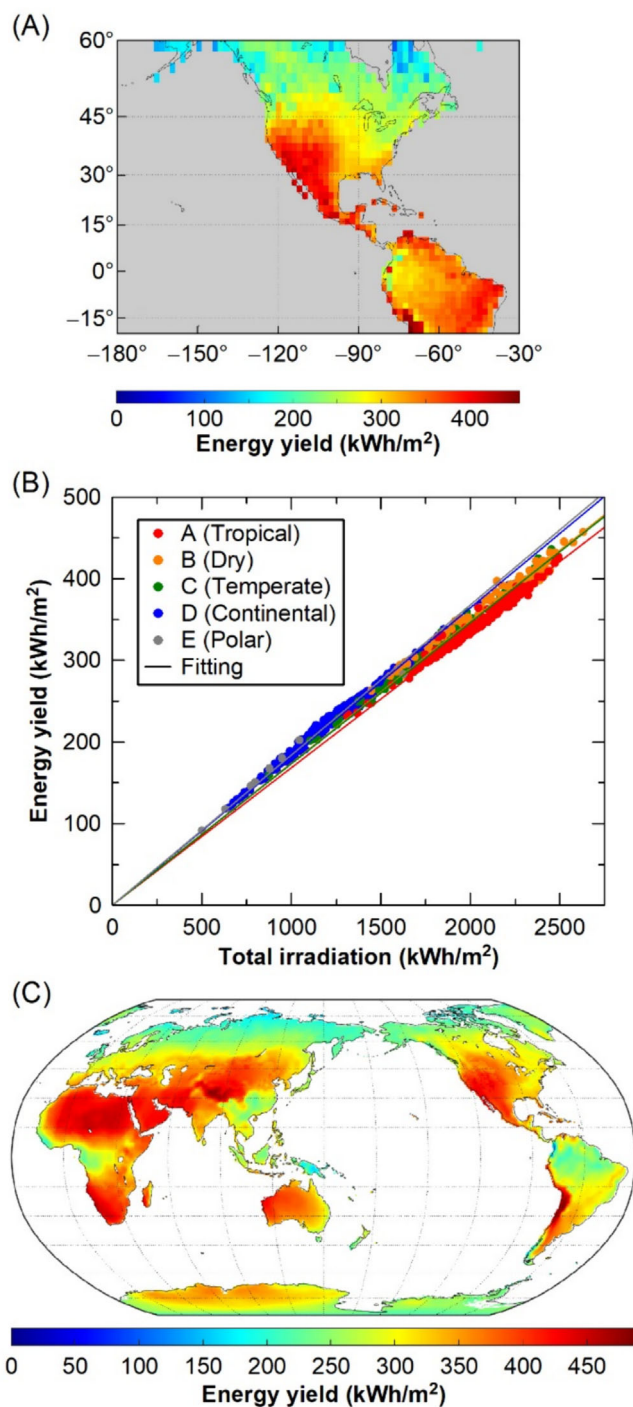 (A)
60°
45°
30°
15°
0°
−15°
−180° −150° −120° −90° −60° −30°
0 100 200 300 400
Energy yield (kWh/m²)
(B)
500
400
300
200
100
0
Energy yield (kWh/m²)
A (Tropical)
B (Dry)
C (Temperate)
D (Continental)
E (Polar)
Fitting
0 500 1000 1500 2000 2500
Total irradiation (kWh/m²)
(C)
0 50 100 150 200 250 300 350 400 450
Energy yield (kWh/m²)